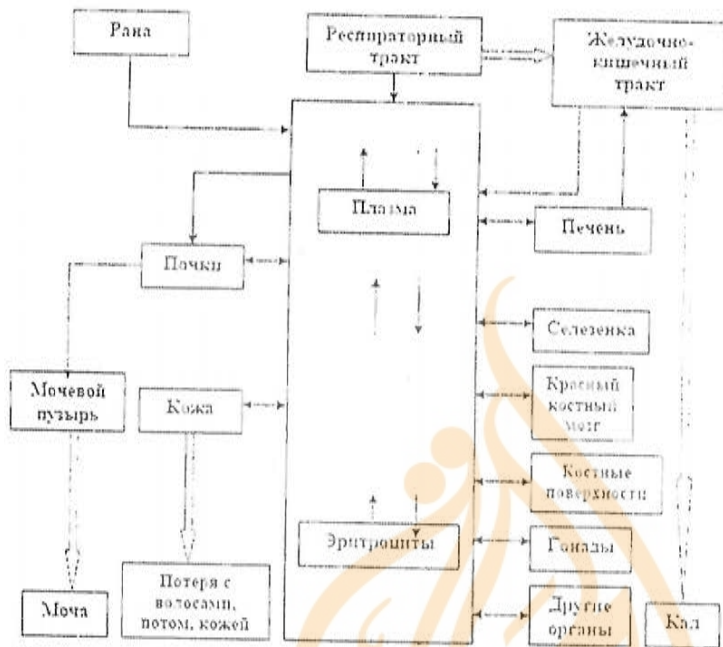 Рана
Респираторный
тракт
Желудочно-
кишечный
тракт
Плазма
Печень
Почки
Селезенка
Мочевой
пузырь
Кожа
Красный
костный
мозг
Костные
поверхности
Эритроциты
Гонады
Моча
Потеря с
волосами,
потом, кожей
Другие
органы
Кал